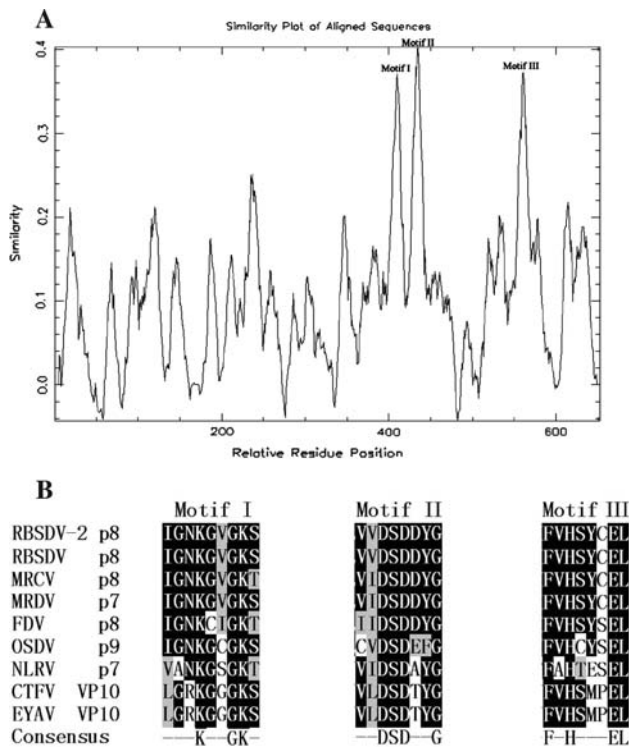 A
Similarity Plot of Aligned Sequences
0.4
0.3
0.2
0.1
0.0
Similarity
Motif I
Motif II
Motif III
200
400
600
Relative Residue Position
B
Motif I Motif II Motif III
RBSDV-2 p8 IGNKGVGKS VVDSDDYG FVHSYCEL
RBSDV p8 IGNKGVGKS VVDSDDYG FVHSYCEL
MRCV p8 IGNKGVGKT VIDSDDYG FVHSYCEL
MRDV p7 IGNKGVGKS VVDSDDYG FVHSYCEL
FDV p8 IGNKCIGKT IIDSDDYG FVHSYSEL
OSDV p9 IGNKGCGKS CVDSDEFG FVHCYSEL
NLRV p7 VANKGSGKT VIDSDAYG FAHTESEL
CTFV VP10 LGRKGGGKS VLDSDTYG FVHSMPEL
EYAV VP10 LGRKGGGKS VLDSDTYG FVHSMPEL
Consensus ---K--GK- --DSD--G F-H---EL